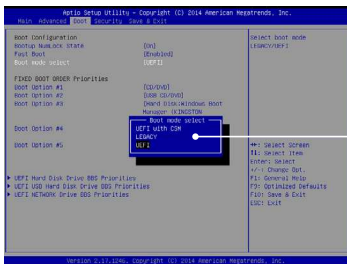 Aptio Setup Utility – Copyright (C) 2014 American Megatrends, Inc.
Main Advanced Boot Security Save & Exit
Boot Configuration
Bootup NumLock State [On]
Fast Boot [Enabled]
Boot mode select [UEFI]
FIXED BOOT ORDER Priorities
Boot Option #1 [CD/DVD]
Boot Option #2 [USB CD/DVD]
Boot Option #3 [Hard Disk:Windows Boot
Manager (KINGSTON
Boot Option #4
Boot Option #5
Boot mode select
UEFI with CSM
LEGACY
UEFI
UEFI Hard Disk Drive BBS Priorities
UEFI USB Hard Disk Drive BBS Priorities
UEFI NETWORK Drive BBS Priorities
Select boot mode
LEGACY/UEFI
: Select Screen
: Select Item
Enter: Select
+/-: Change Opt.
F1: General Help
F9: Optimized Defaults
F10: Save & Exit
ESC: Exit
Version 2.17.1246. Copyright (C) 2014 American Megatrends, Inc.